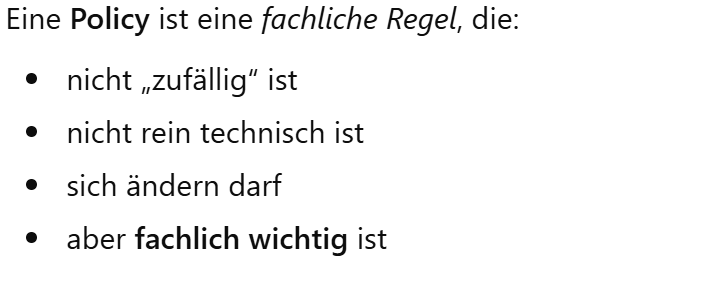 Eine Policy ist eine fachliche Regel, die:
• nicht „zufällig“ ist
• nicht rein technisch ist
• sich ändern darf
• aber fachlich wichtig ist